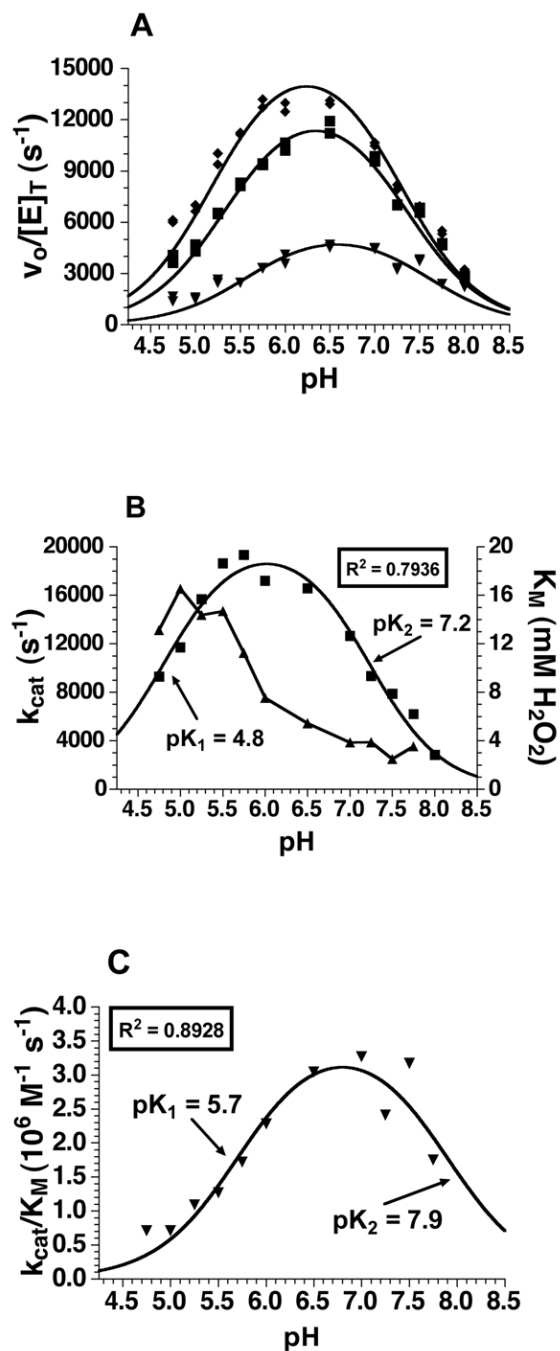 A
15000
12000
9000
6000
3000
0
v₀/[E]T (s⁻¹)
4.5 5.0 5.5 6.0 6.5 7.0 7.5 8.0 8.5
pH
B
20000
16000
12000
8000
4000
0
kcat (s⁻¹)
R² = 0.7936
pK₂ = 7.2
pK₁ = 4.8
20
16
12
8
4
0
KM (mM H₂O₂)
4.5 5.0 5.5 6.0 6.5 7.0 7.5 8.0 8.5
pH
C
4.0
3.5
3.0
2.5
2.0
1.5
1.0
0.5
0.0
kcat/KM (10⁶ M⁻¹ s⁻¹)
R² = 0.8928
pK₁ = 5.7
pK₂ = 7.9
4.5 5.0 5.5 6.0 6.5 7.0 7.5 8.0 8.5
pH